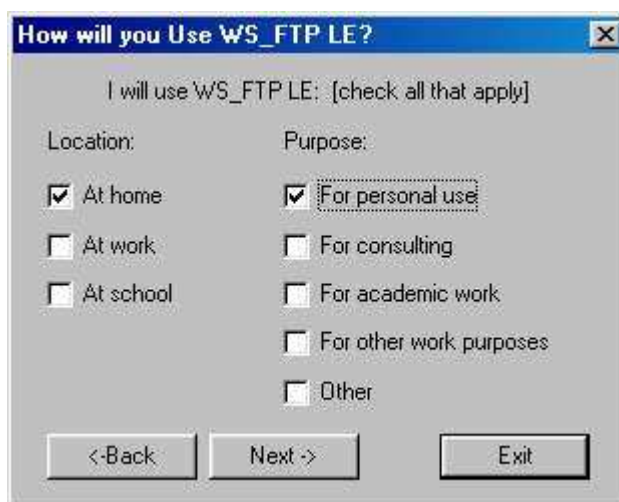 How will you Use WS_FTP LE?
I will use WS_FTP LE: [check all that apply]
Location: Purpose:
At home For personal use
At work For consulting
At school For academic work
For other work purposes
Other
<-Back Next -> Exit